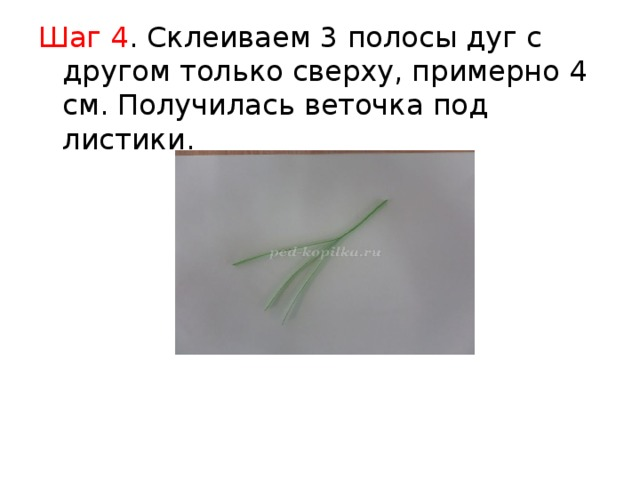 Шаг 4. Склеиваем 3 полосы дуг с
другом только сверху, примерно 4
см. Получилась веточка под
листики.
ped-kopilka.ru